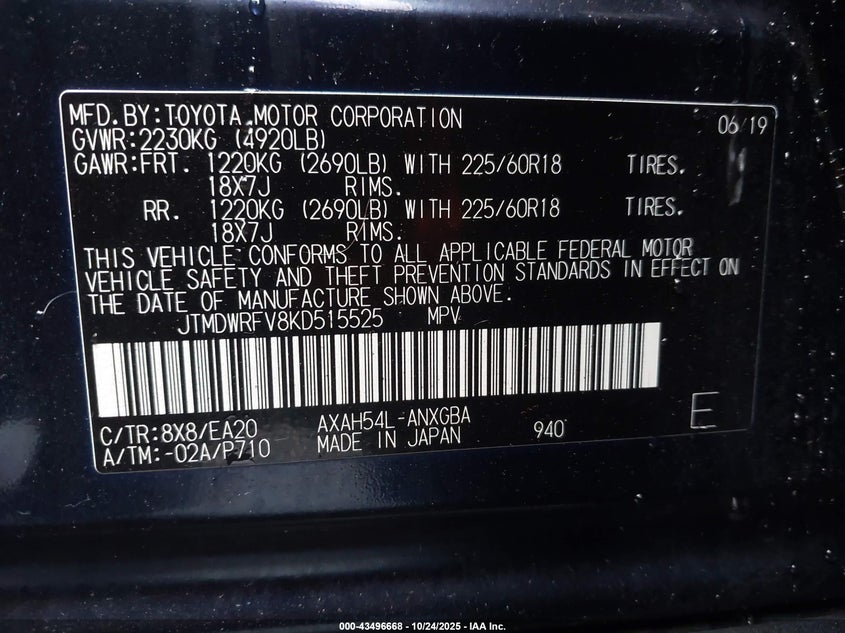 MFD.BY:TOYOTA MOTOR CORPORATION 06/19
GVWR:2230KG (4920LB)
GAWR:FRT. 1220KG (2690LB) WITH 225/60R18 TIRES.
18X7J RIMS.
RR. 1220KG (2690LB) WITH 225/60R18 TIRES.
18X7J RIMS.
THIS VEHICLE CONFORMS TO ALL APPLICABLE FEDERAL MOTOR
VEHICLE SAFETY AND THEFT PREVENTION STANDARDS IN EFFECT ON
THE DATE OF MANUFACTURE SHOWN ABOVE.
JTMDWRFV8KD515525 MPV
C/TR:8X8/EA20 AXAH54L-ANXGBA E
A/TM:-02A/P710 MADE IN JAPAN 940
000-43496668 - 10/24/2025 - IAA Inc.